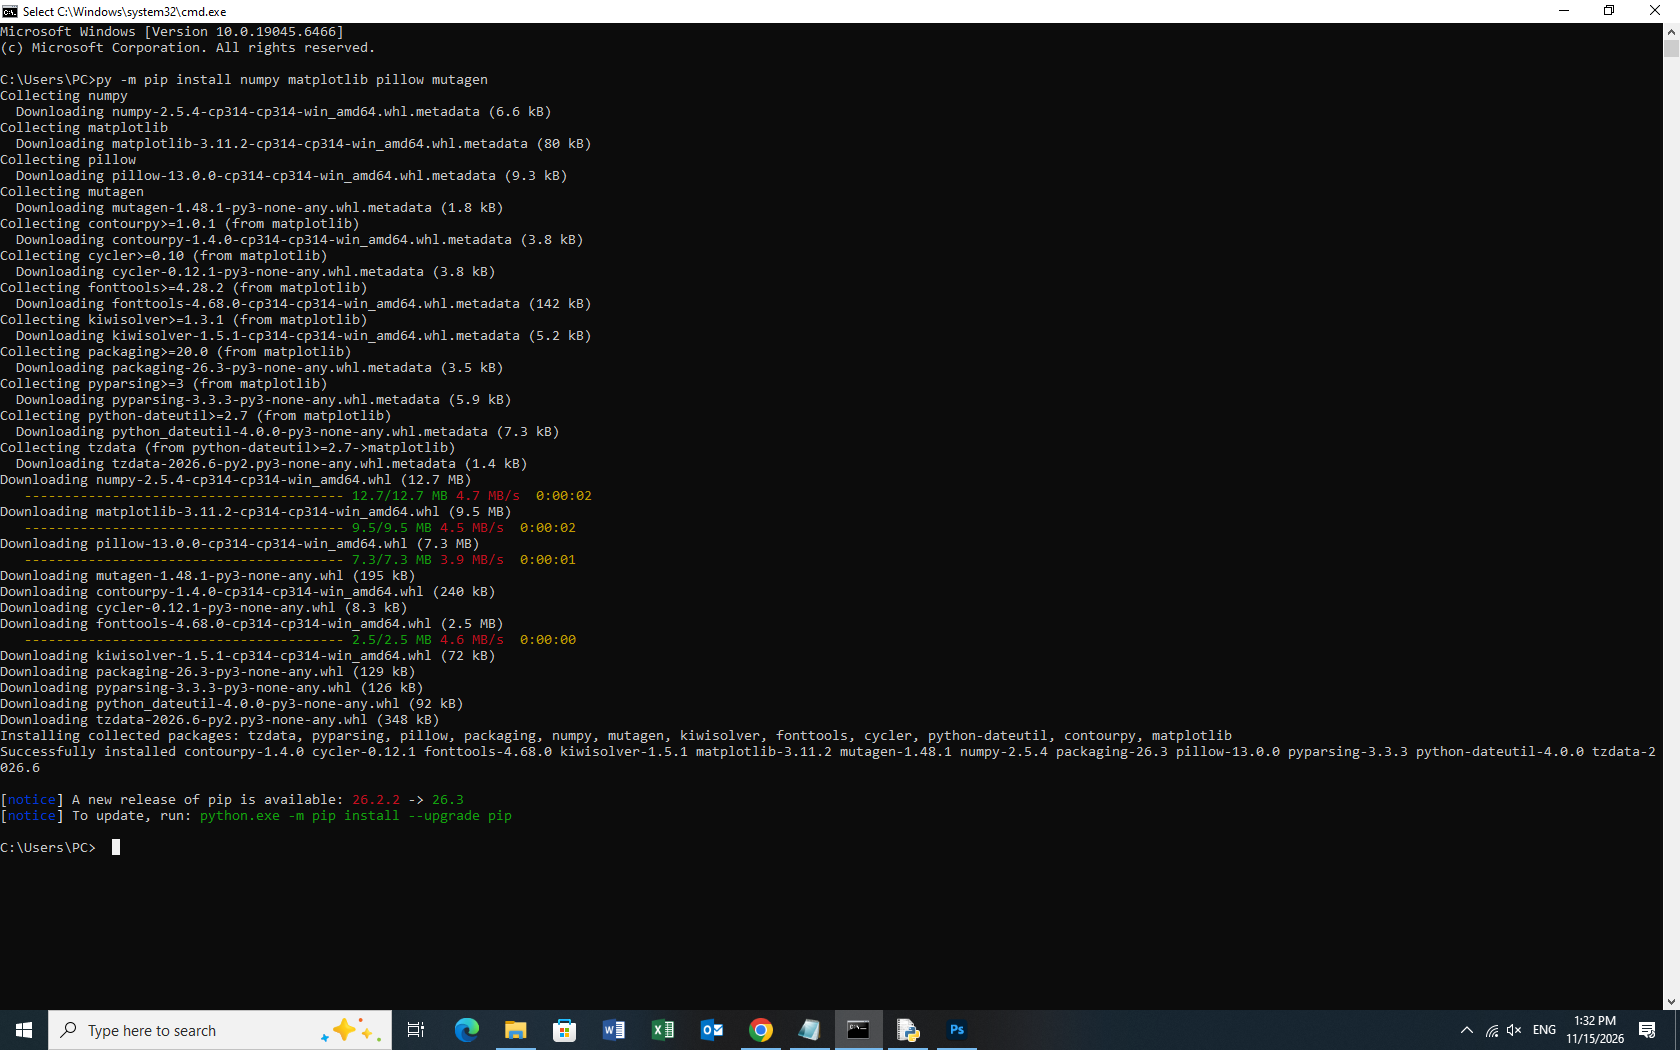 Select C:\Windows\system32\cmd.exe
Microsoft Windows [Version 10.0.19045.6466]
(c) Microsoft Corporation. All rights reserved.
C:\Users\PC>py -m pip install numpy matplotlib pillow mutagen
Collecting numpy
  Downloading numpy-2.5.4-cp314-cp314-win_amd64.whl.metadata (6.6 kB)
Collecting matplotlib
  Downloading matplotlib-3.11.2-cp314-cp314-win_amd64.whl.metadata (80 kB)
Collecting pillow
  Downloading pillow-13.0.0-cp314-cp314-win_amd64.whl.metadata (9.3 kB)
Collecting mutagen
  Downloading mutagen-1.48.1-py3-none-any.whl.metadata (1.8 kB)
Collecting contourpy>=1.0.1 (from matplotlib)
  Downloading contourpy-1.4.0-cp314-cp314-win_amd64.whl.metadata (3.8 kB)
Collecting cycler>=0.10 (from matplotlib)
  Downloading cycler-0.12.1-py3-none-any.whl.metadata (3.8 kB)
Collecting fonttools>=4.28.2 (from matplotlib)
  Downloading fonttools-4.68.0-cp314-cp314-win_amd64.whl.metadata (142 kB)
Collecting kiwisolver>=1.3.1 (from matplotlib)
  Downloading kiwisolver-1.5.1-cp314-cp314-win_amd64.whl.metadata (5.2 kB)
Collecting packaging>=20.0 (from matplotlib)
  Downloading packaging-26.3-py3-none-any.whl.metadata (3.5 kB)
Collecting pyparsing>=3 (from matplotlib)
  Downloading pyparsing-3.3.3-py3-none-any.whl.metadata (5.9 kB)
Collecting python-dateutil>=2.7 (from matplotlib)
  Downloading python_dateutil-4.0.0-py3-none-any.whl.metadata (7.3 kB)
Collecting tzdata (from python-dateutil>=2.7->matplotlib)
  Downloading tzdata-2026.6-py2.py3-none-any.whl.metadata (1.4 kB)
Downloading numpy-2.5.4-cp314-cp314-win_amd64.whl (12.7 MB)
   ---------------------------------------- 12.7/12.7 MB 4.7 MB/s  0:00:02
Downloading matplotlib-3.11.2-cp314-cp314-win_amd64.whl (9.5 MB)
   ---------------------------------------- 9.5/9.5 MB 4.5 MB/s  0:00:02
Downloading pillow-13.0.0-cp314-cp314-win_amd64.whl (7.3 MB)
   ---------------------------------------- 7.3/7.3 MB 3.9 MB/s  0:00:01
Downloading mutagen-1.48.1-py3-none-any.whl (195 kB)
Downloading contourpy-1.4.0-cp314-cp314-win_amd64.whl (240 kB)
Downloading cycler-0.12.1-py3-none-any.whl (8.3 kB)
Downloading fonttools-4.68.0-cp314-cp314-win_amd64.whl (2.5 MB)
   ---------------------------------------- 2.5/2.5 MB 4.6 MB/s  0:00:00
Downloading kiwisolver-1.5.1-cp314-cp314-win_amd64.whl (72 kB)
Downloading packaging-26.3-py3-none-any.whl (129 kB)
Downloading pyparsing-3.3.3-py3-none-any.whl (126 kB)
Downloading python_dateutil-4.0.0-py3-none-any.whl (92 kB)
Downloading tzdata-2026.6-py2.py3-none-any.whl (348 kB)
Installing collected packages: tzdata, pyparsing, pillow, packaging, numpy, mutagen, kiwisolver, fonttools, cycler, python-dateutil, contourpy, matplotlib
Successfully installed contourpy-1.4.0 cycler-0.12.1 fonttools-4.68.0 kiwisolver-1.5.1 matplotlib-3.11.2 mutagen-1.48.1 numpy-2.5.4 packaging-26.3 pillow-13.0.0 pyparsing-3.3.3 python-dateutil-4.0.0 tzdata-2
026.6
[notice] A new release of pip is available: 26.2.2 -> 26.3
[notice] To update, run: python.exe -m pip install --upgrade pip
C:\Users\PC>
Type here to search
Ps
ENG
1:32 PM
11/15/2026